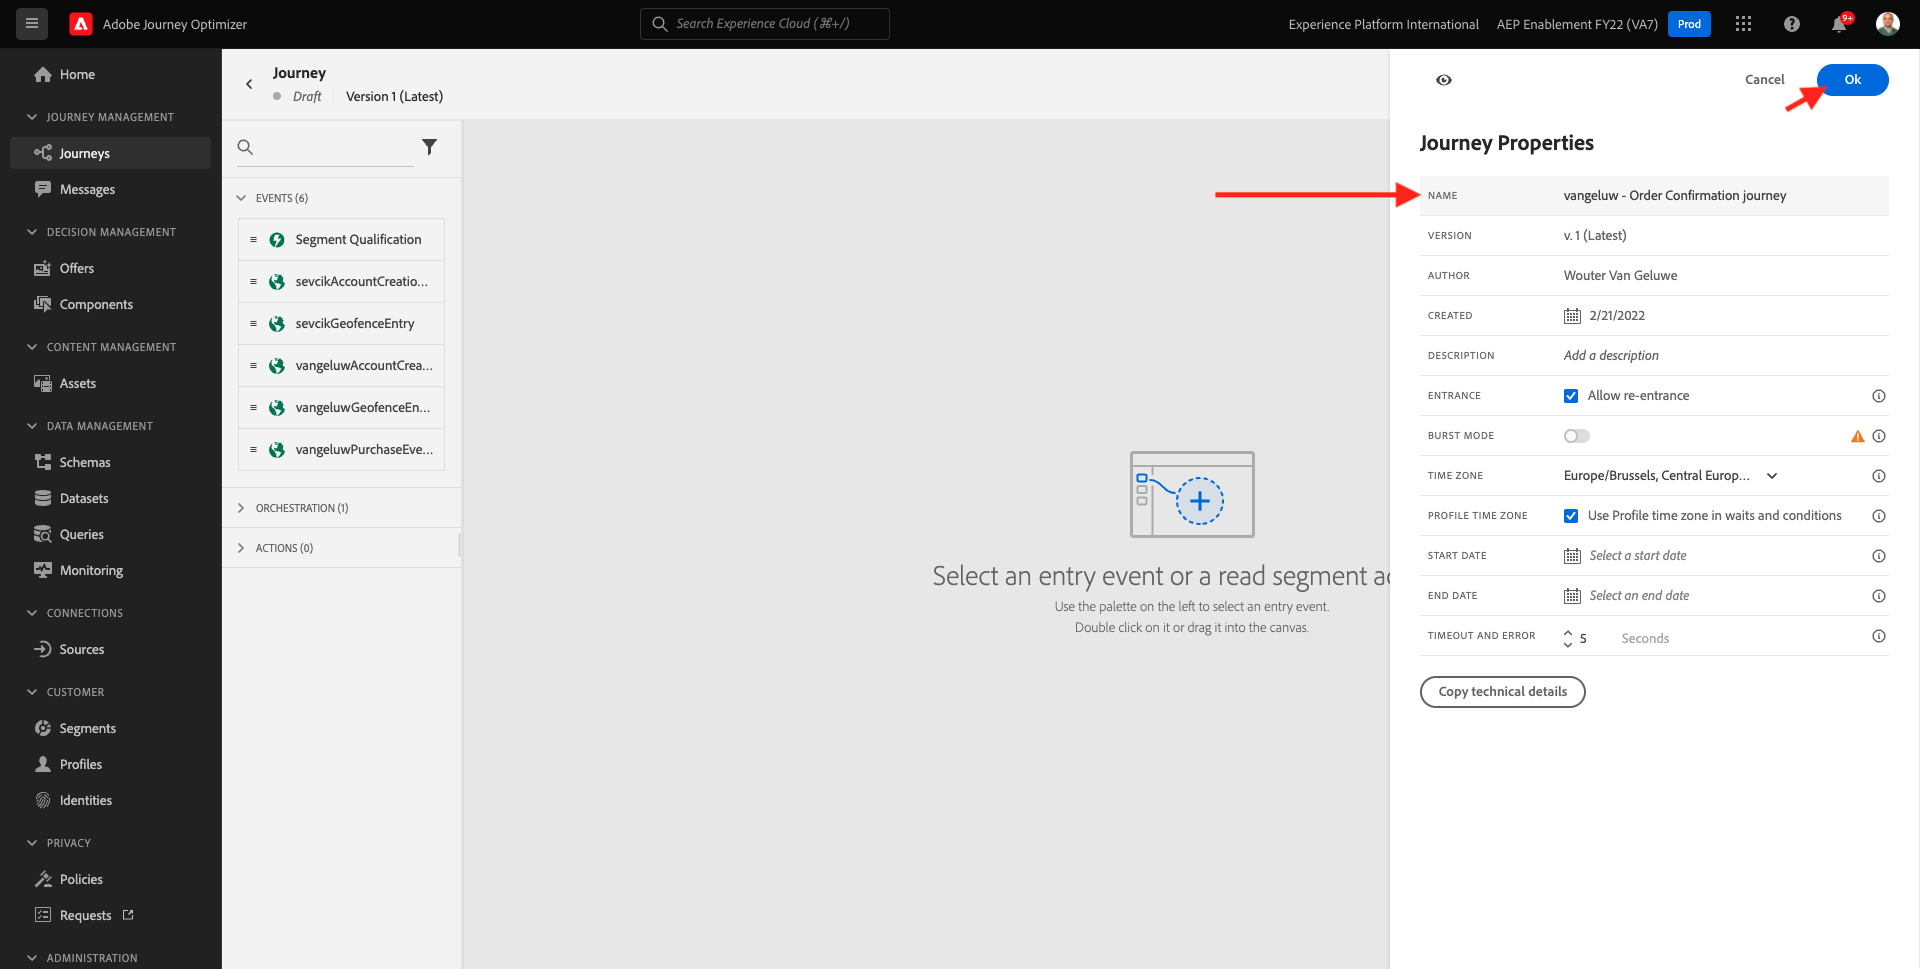 Adobe Journey Optimizer
Search Experience Cloud (⌘+/)
Experience Platform International
AEP Enablement FY22 (VA7)
Prod
9+
Home
JOURNEY MANAGEMENT
Journeys
Messages
DECISION MANAGEMENT
Offers
Components
CONTENT MANAGEMENT
Assets
DATA MANAGEMENT
Schemas
Datasets
Queries
Monitoring
CONNECTIONS
Sources
CUSTOMER
Segments
Profiles
Identities
PRIVACY
Policies
Requests
ADMINISTRATION
Journey
Draft
Version 1 (Latest)
EVENTS (6)
Segment Qualification
sevcikAccountCreatio...
sevcikGeofenceEntry
vangeluwAccountCrea...
vangeluwGeofenceEn...
vangeluwPurchaseEve...
ORCHESTRATION (1)
ACTIONS (0)
Select an entry event or a read segment ac
Use the palette on the left to select an entry event.
Double click on it or drag it into the canvas.
Cancel
Ok
Journey Properties
NAME vangeluw - Order Confirmation journey
VERSION v. 1 (Latest)
AUTHOR Wouter Van Geluwe
CREATED 2/21/2022
DESCRIPTION Add a description
ENTRANCE Allow re-entrance
BURST MODE
TIME ZONE Europe/Brussels, Central Europ...
PROFILE TIME ZONE Use Profile time zone in waits and conditions
START DATE Select a start date
END DATE Select an end date
TIMEOUT AND ERROR 5 Seconds
Copy technical details